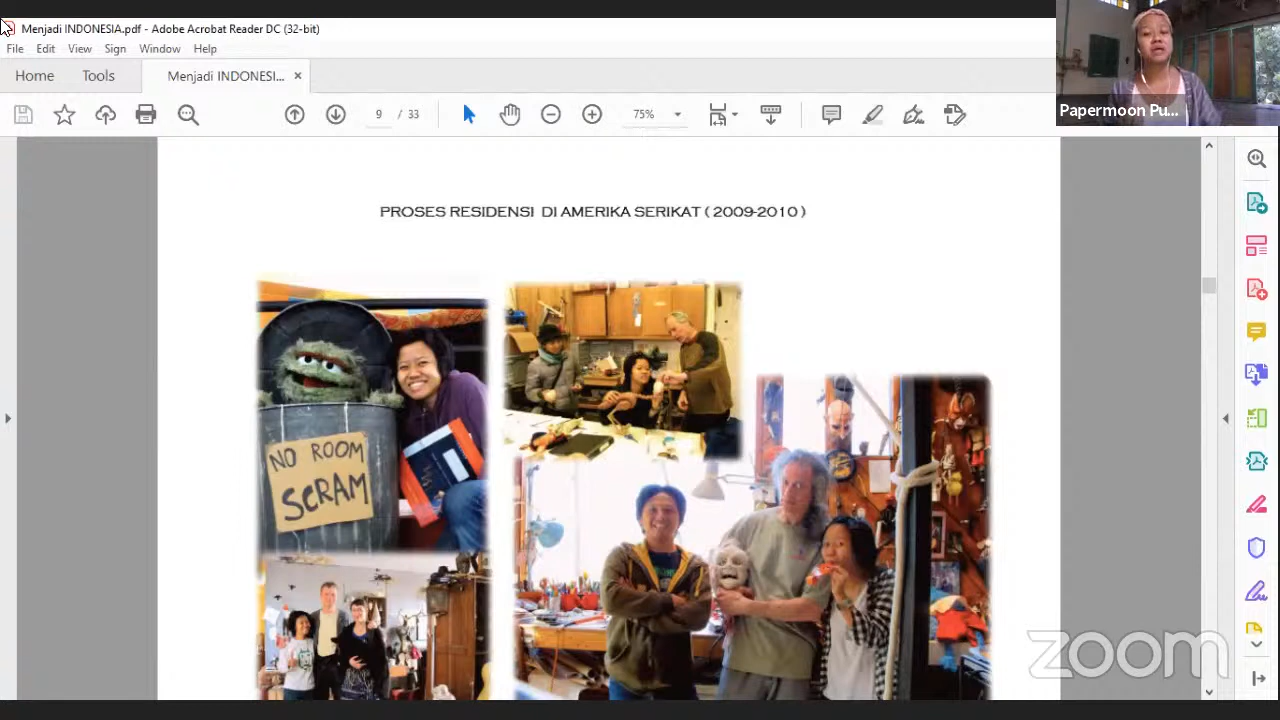 Menjadi INDONESIA.pdf - Adobe Acrobat Reader DC (32-bit)
File Edit View Sign Window Help
Home Tools Menjadi INDONESI... ×
9 / 33 75%
Papermoon Pu...
PROSES RESIDENSI DI AMERIKA SERIKAT ( 2009-2010 )
NO ROOM
SCRAM
zoom